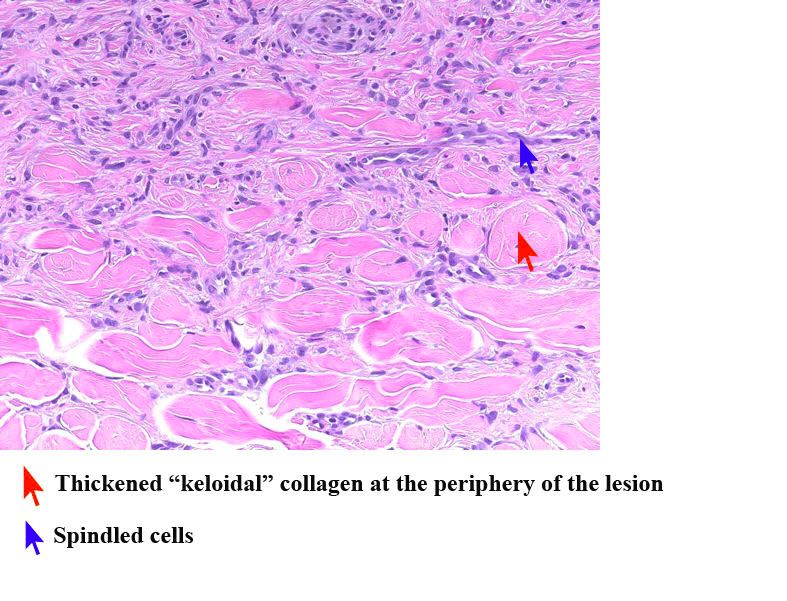 Thickened “keloidal” collagen at the periphery of the lesion
Spindled cells